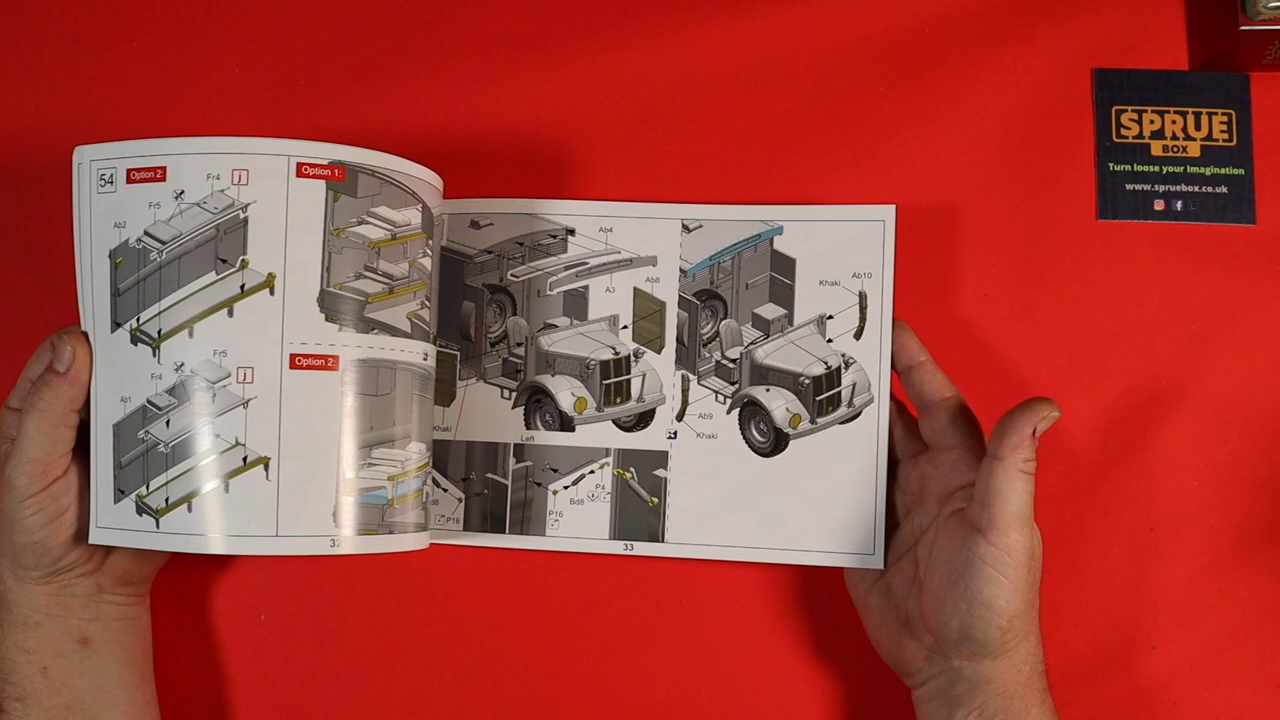 54
Option 2:
Fr4
j
Fr5
Ab2
Fr5
Fr4
j
Ab1
Option 1:
Option 2:
32
Ab4
A3
Ab8
Khaki
Left
P16
P4
Bd8
P16
33
Ab10
Khaki
Ab9
Khaki
SPRUE
BOX
Turn loose your Imagination
www.spruebox.co.uk